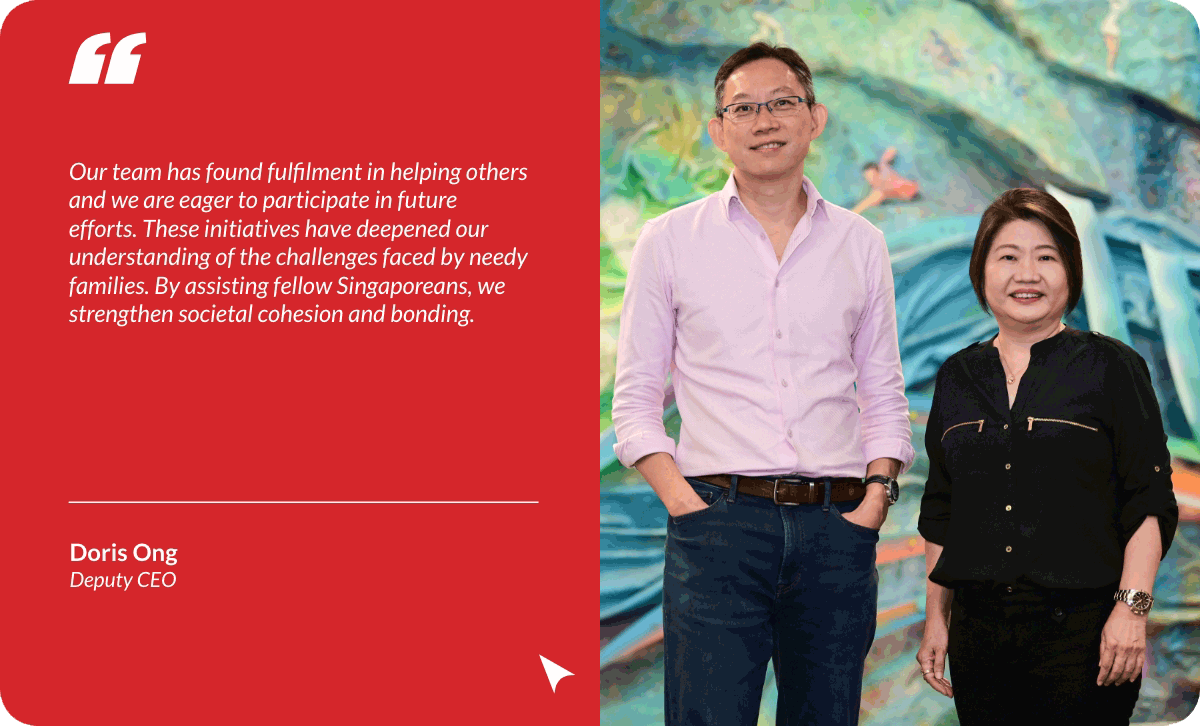 “
Our team has found fulfilment in helping others
and we are eager to participate in future
efforts. These initiatives have deepened our
understanding of the challenges faced by needy
families. By assisting fellow Singaporeans, we
strengthen societal cohesion and bonding.
Doris Ong
Deputy CEO